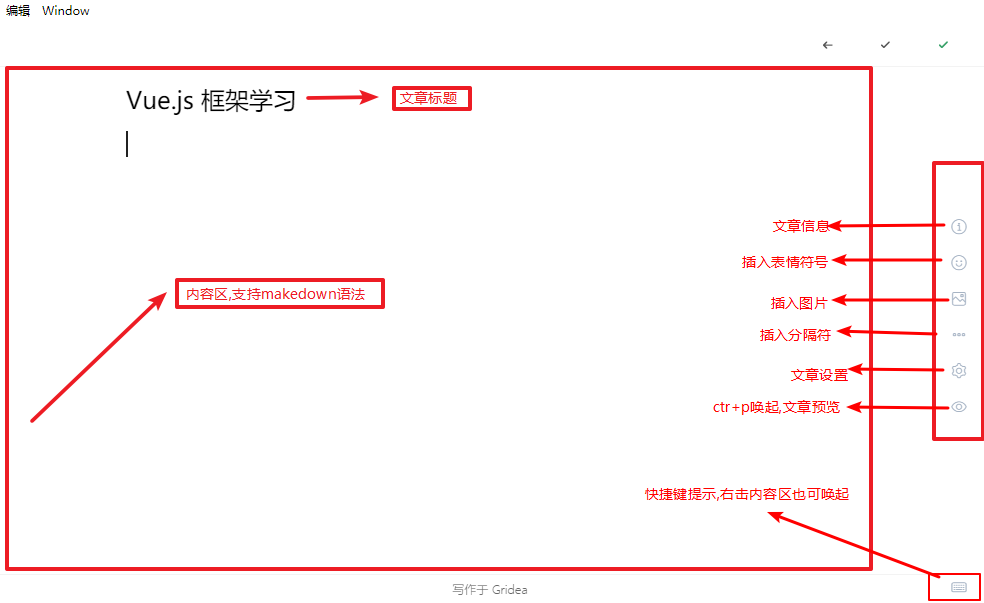 编辑 Window
Vue.js 框架学习
文章标题
文章信息
插入表情符号
内容区,支持makedown语法
插入图片
插入分隔符
文章设置
ctr+p唤起,文章预览
快捷键提示,右击内容区也可唤起
写作于 Gridea